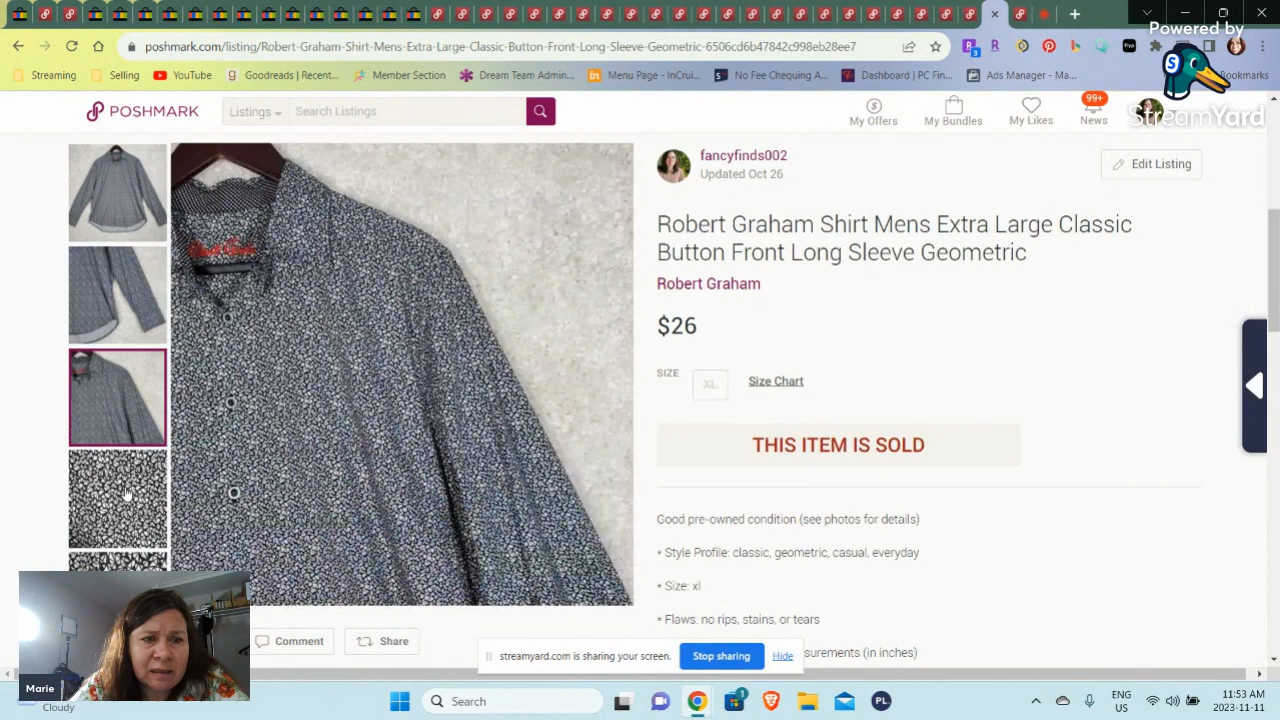 Powered by
StreamYard
poshmark.com/listing/Robert-Graham-Shirt-Mens-Extra-Large-Classic-Button-Front-Long-Sleeve-Geometric-6506cd6b47842c998eb28ee7
Streaming
Selling
YouTube
Goodreads | Recent...
Member Section
Dream Team Admin...
Menu Page - InCrui...
No Fee Chequing A...
Dashboard | PC Fin...
Ads Manager - Ma...
Bookmarks
POSHMARK
Listings
Search Listings
My Offers
My Bundles
My Likes
99+
News
fancyfinds002
Updated Oct 26
Edit Listing
Robert Graham Shirt Mens Extra Large Classic
Button Front Long Sleeve Geometric
Robert Graham
$26
SIZE
XL
Size Chart
THIS ITEM IS SOLD
Good pre-owned condition (see photos for details)
* Style Profile: classic, geometric, casual, everyday
* Size: xl
* Flaws. no rips, stains, or tears
surements (in inches)
Comment
Share
streamyard.com is sharing your screen.
Stop sharing
Hide
Marie
Cloudy
Search
ENG
US
11:53 AM
2023-11-11